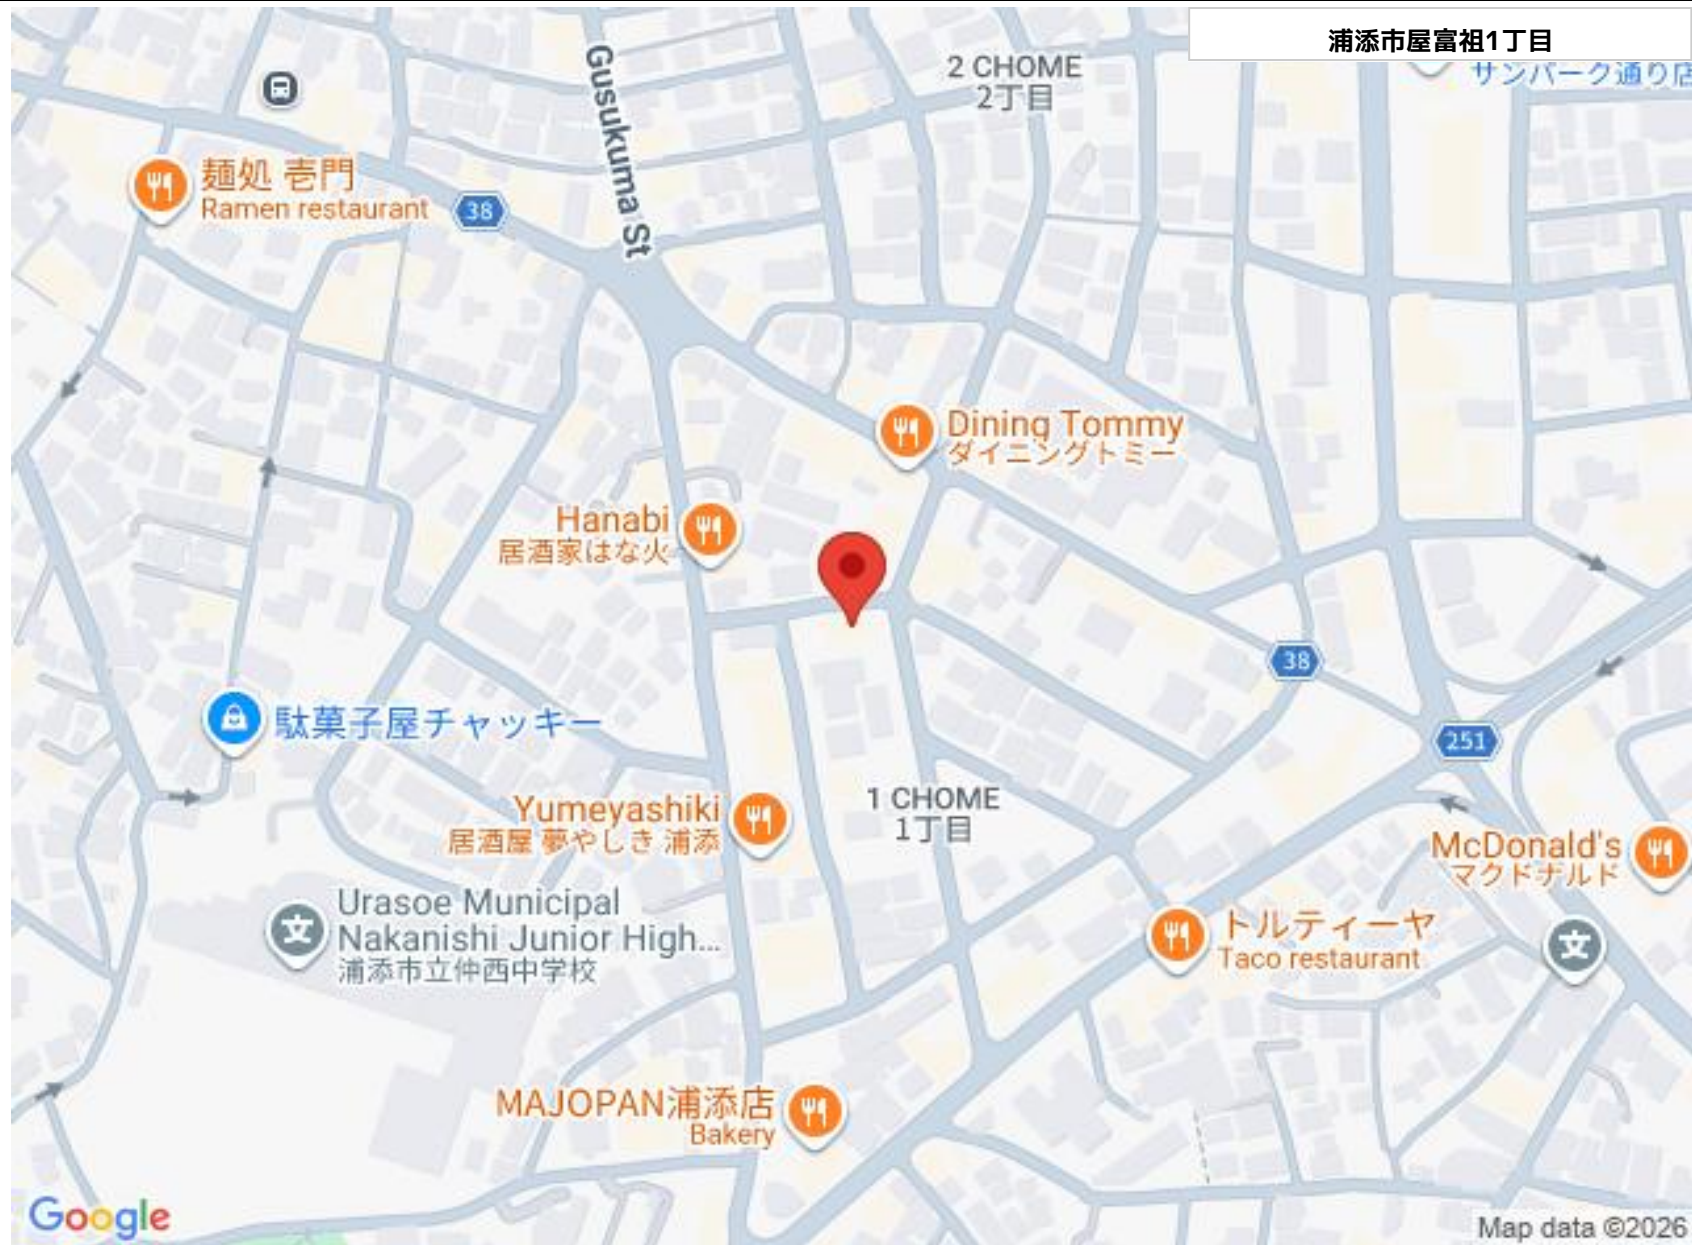 浦添市屋富祖1丁目
サンパーク通り店
2 CHOME
2丁目
Gusukuma St
麺処 壱門
Ramen restaurant
38
Dining Tommy
ダイニングトミー
Hanabi
居酒家はな火
38
駄菓子屋チャッキー
251
1 CHOME
1丁目
Yumeyashiki
居酒屋 夢やしき 浦添
McDonald's
マクドナルド
Urasoe Municipal
Nakanishi Junior High...
浦添市立仲西中学校
文
トルティーヤ
Taco restaurant
文
MAJOPAN浦添店
Bakery
Google
Map data ©2026